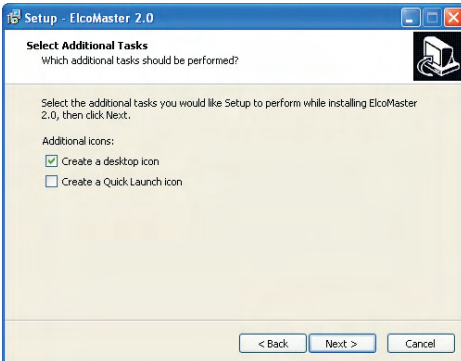 Setup - ElcoMaster 2.0
Select Additional Tasks
Which additional tasks should be performed?
Select the additional tasks you would like Setup to perform while installing ElcoMaster
2.0, then click Next.
Additional icons:
Create a desktop icon
Create a Quick Launch icon
< Back Next > Cancel